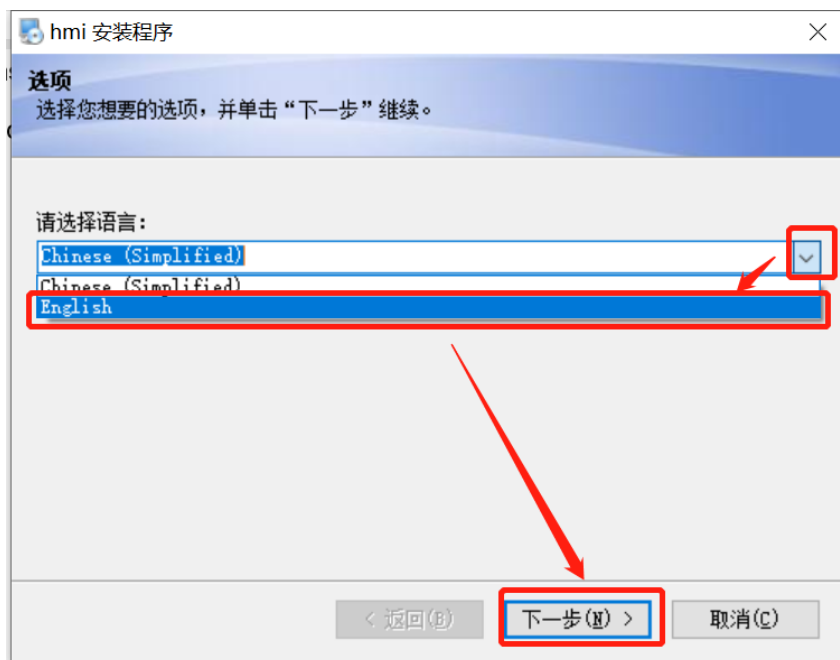 hmi 安装程序
选项
选择您想要的选项，并单击“下一步”继续。
请选择语言：
Chinese (Simplified)
Chinese (Simplified)
English
< 返回(B)
下一步(N) >
取消(C)